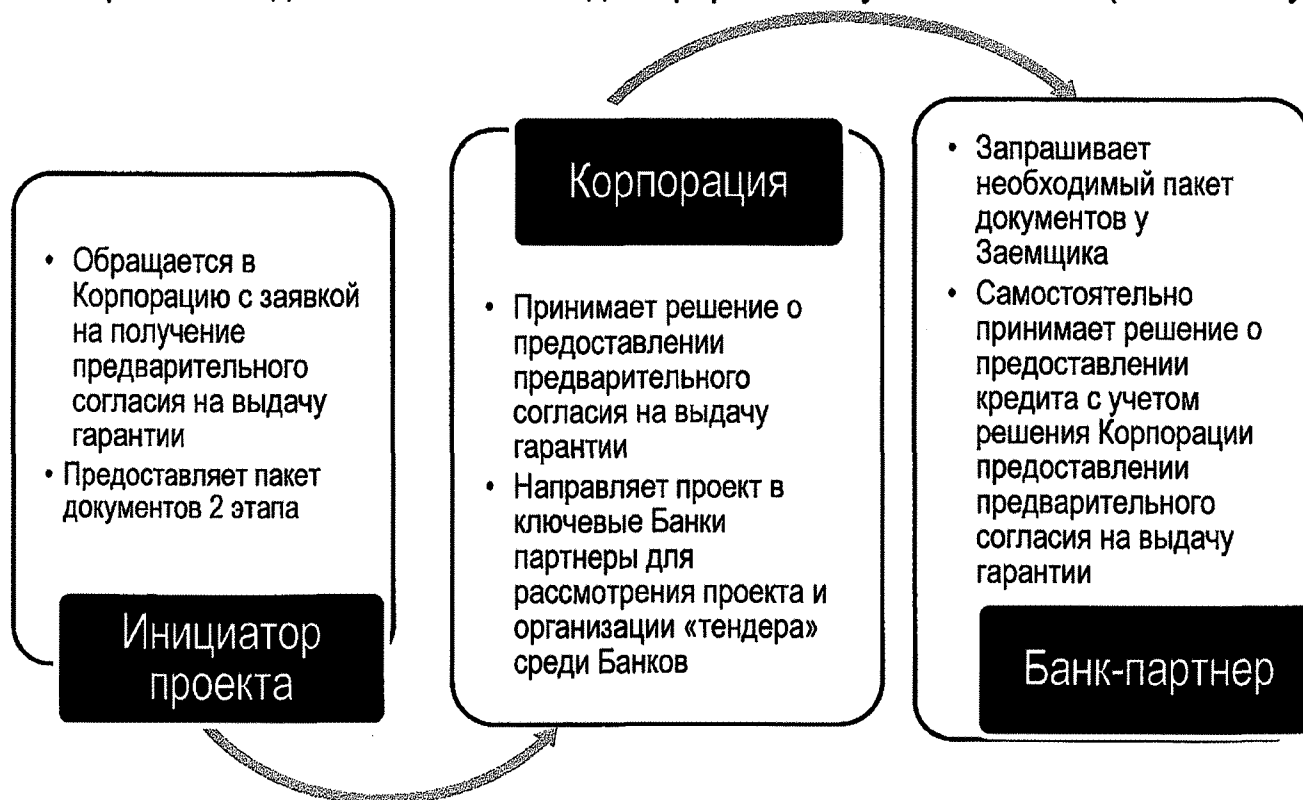 Обращается в
Корпорацию с заявкой
на получение
предварительного
согласия на выдачу
гарантии
Предоставляет пакет
документов 2 этапа
Инициатор
проекта
Корпорация
Принимает решение о
предоставлении
предварительного
согласия на выдачу
гарантии
Направляет проект в
ключевые Банки
партнеры для
рассмотрения проекта и
организации «тендера»
среди Банков
Запрашивает
необходимый пакет
документов у
Заемщика
Самостоятельно
принимает решение о
предоставлении
кредита с учетом
решения Корпорации
предоставлении
предварительного
согласия на выдачу
гарантии
Банк-партнер